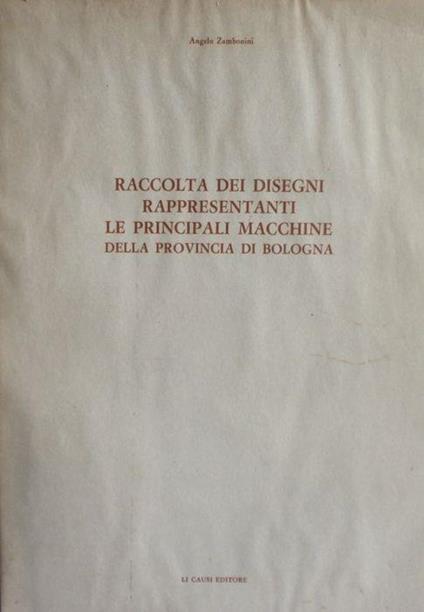 Angelo Zambonini
RACCOLTA DEI DISEGNI
RAPPRESENTANTI
LE PRINCIPALI MACCHINE
DELLA PROVINCIA DI BOLOGNA
LI CAUSI EDITORE